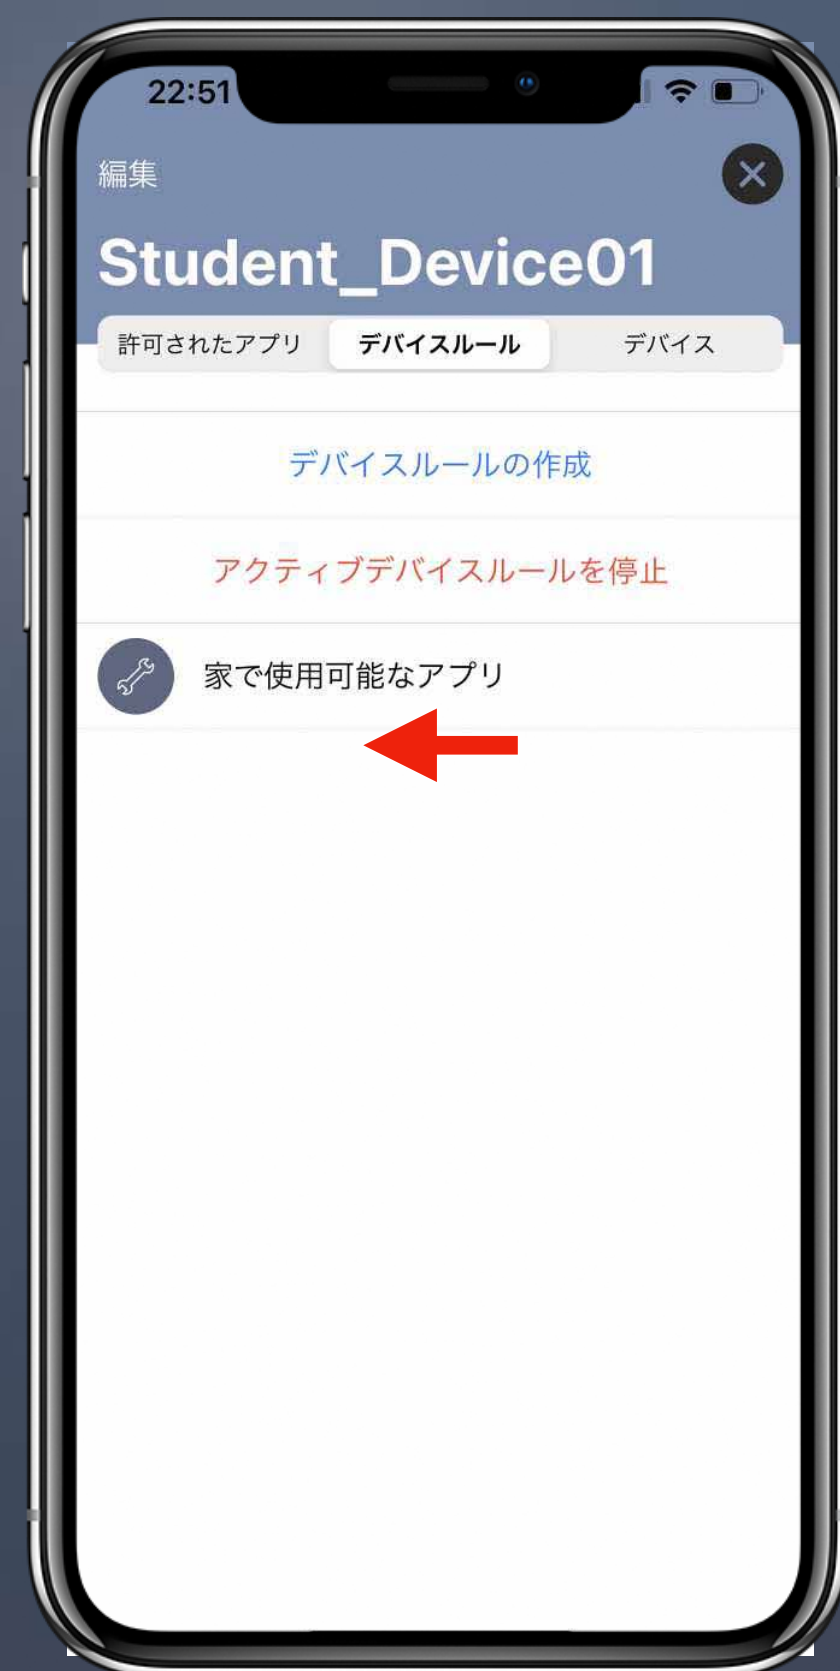 22:51
編集
Student_Device01
許可されたアプリ デバイスルール デバイス
デバイスルールの作成
アクティブデバイスルールを停止
家で使用可能なアプリ